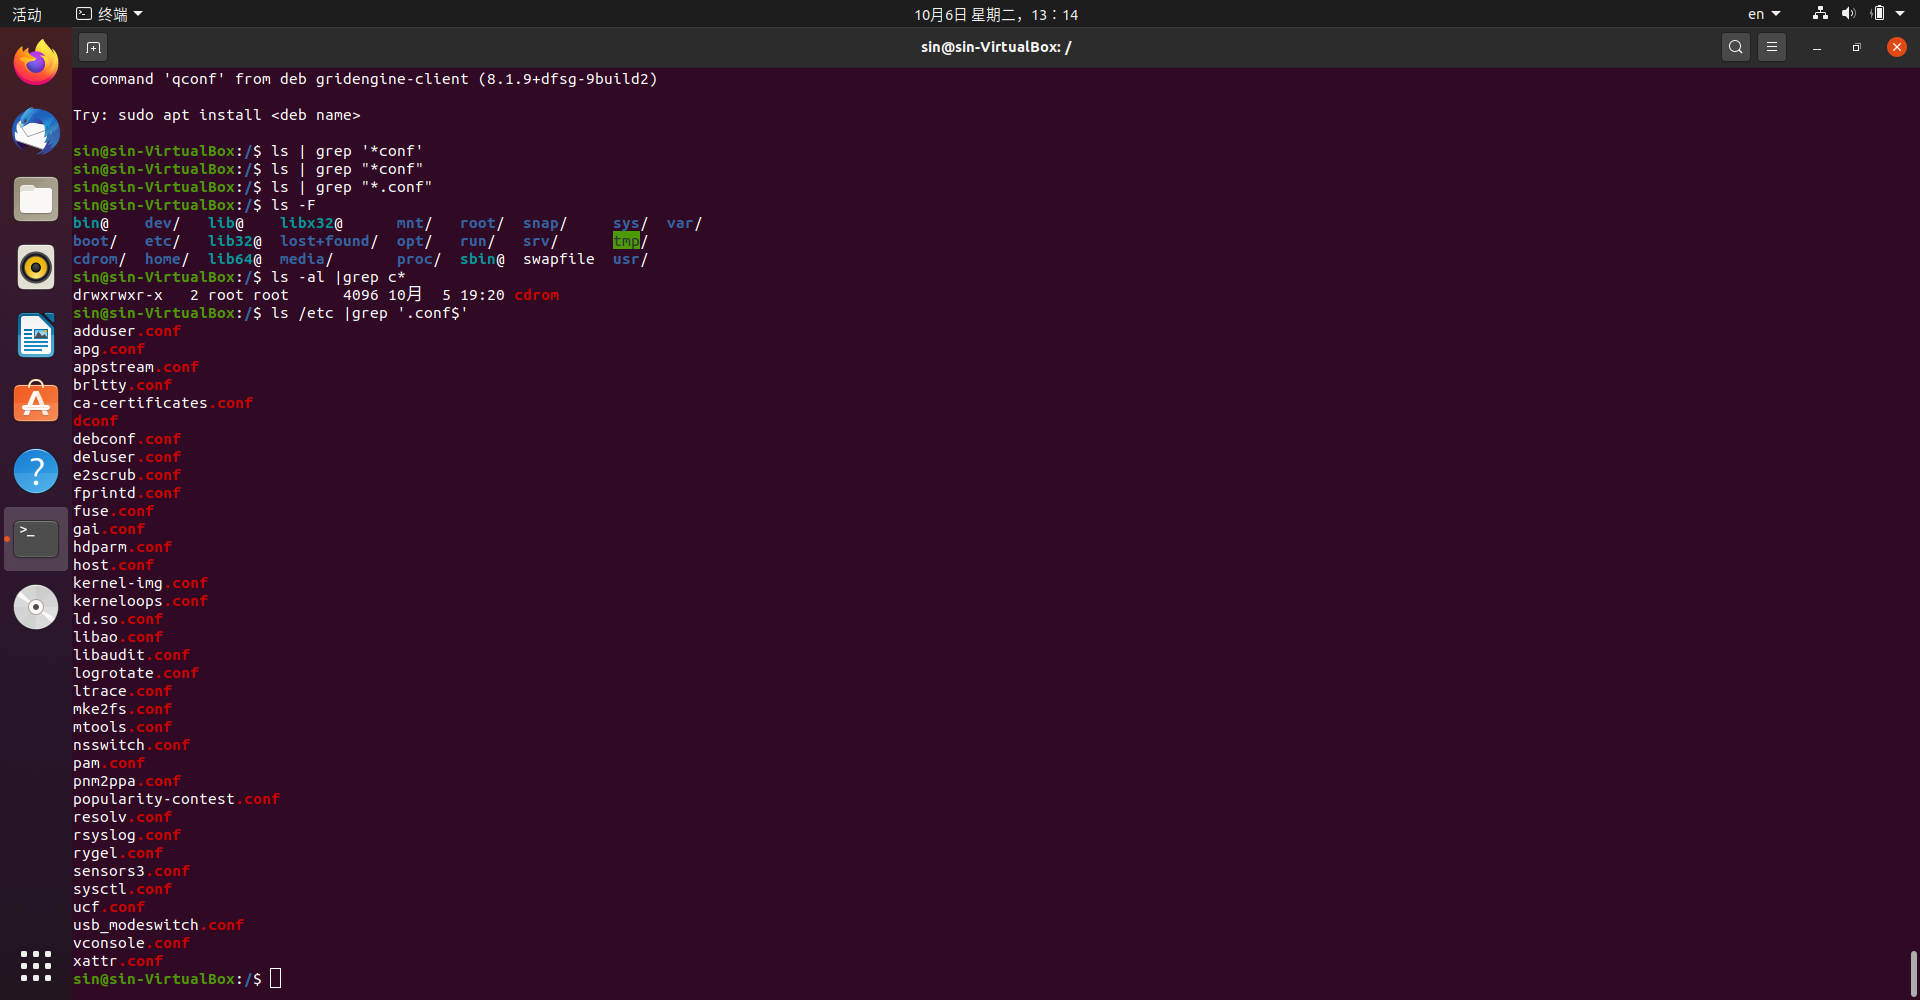 活动 终端 10月6日 星期二, 13：14 en
sin@sin-VirtualBox: /
command 'qconf' from deb gridengine-client (8.1.9+dfsg-9build2)
Try: sudo apt install <deb name>
sin@sin-VirtualBox:/$ ls | grep '*conf'
sin@sin-VirtualBox:/$ ls | grep "*conf"
sin@sin-VirtualBox:/$ ls | grep "*.conf"
sin@sin-VirtualBox:/$ ls -F
bin@ dev/ lib@ libx32@ mnt/ root/ snap/ sys/ var/
boot/ etc/ lib32@ lost+found/ opt/ run/ srv/ tmp/
cdrom/ home/ lib64@ media/ proc/ sbin@ swapfile usr/
sin@sin-VirtualBox:/$ ls -al |grep c*
drwxrwxr-x 2 root root 4096 10月 5 19:20 cdrom
sin@sin-VirtualBox:/$ ls /etc |grep '.conf$'
adduser.conf
apg.conf
appstream.conf
brltty.conf
ca-certificates.conf
dconf
debconf.conf
deluser.conf
e2scrub.conf
fprintd.conf
fuse.conf
gai.conf
hdparm.conf
host.conf
kernel-img.conf
kerneloops.conf
ld.so.conf
libao.conf
libaudit.conf
logrotate.conf
ltrace.conf
mke2fs.conf
mtools.conf
nsswitch.conf
pam.conf
pnm2ppa.conf
popularity-contest.conf
resolv.conf
rsyslog.conf
rygel.conf
sensors3.conf
sysctl.conf
ucf.conf
usb_modeswitch.conf
vconsole.conf
xattr.conf
sin@sin-VirtualBox:/$